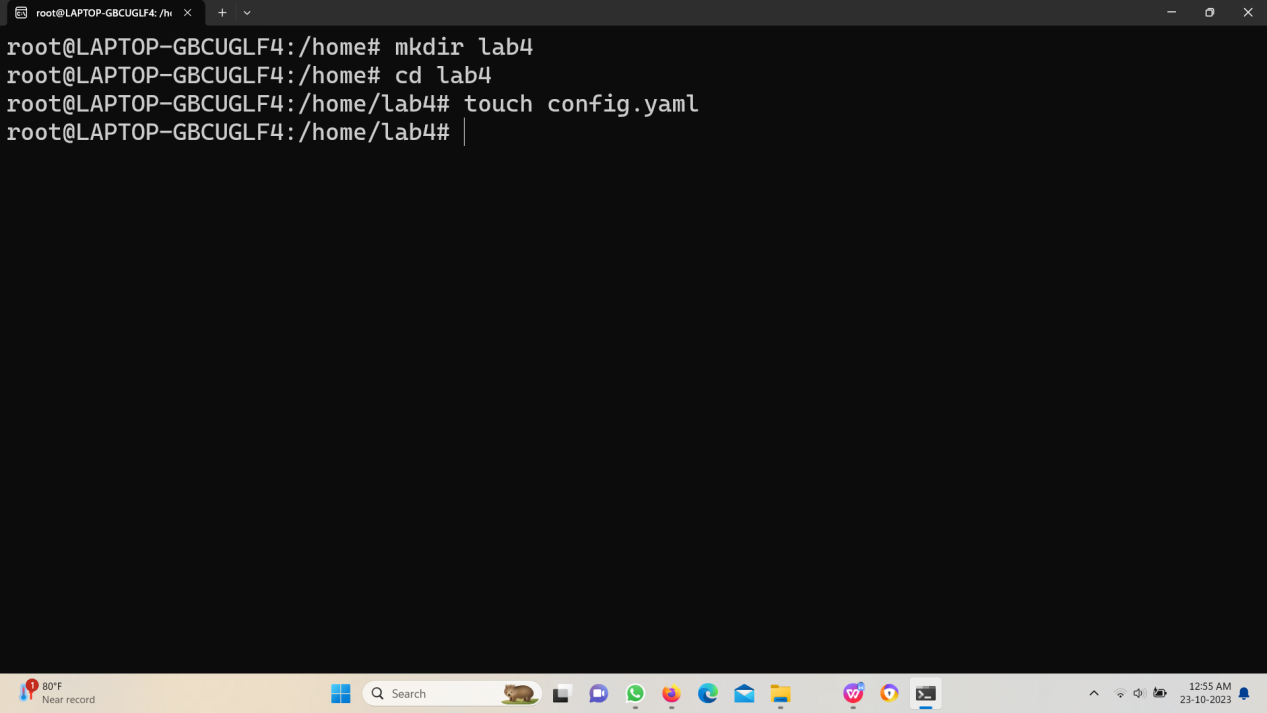 root@LAPTOP-GBCUGLF4: /h
root@LAPTOP-GBCUGLF4:/home# mkdir lab4
root@LAPTOP-GBCUGLF4:/home# cd lab4
root@LAPTOP-GBCUGLF4:/home/lab4# touch config.yaml
root@LAPTOP-GBCUGLF4:/home/lab4#
1
80°F
Near record
Search
12:55 AM
23-10-2023